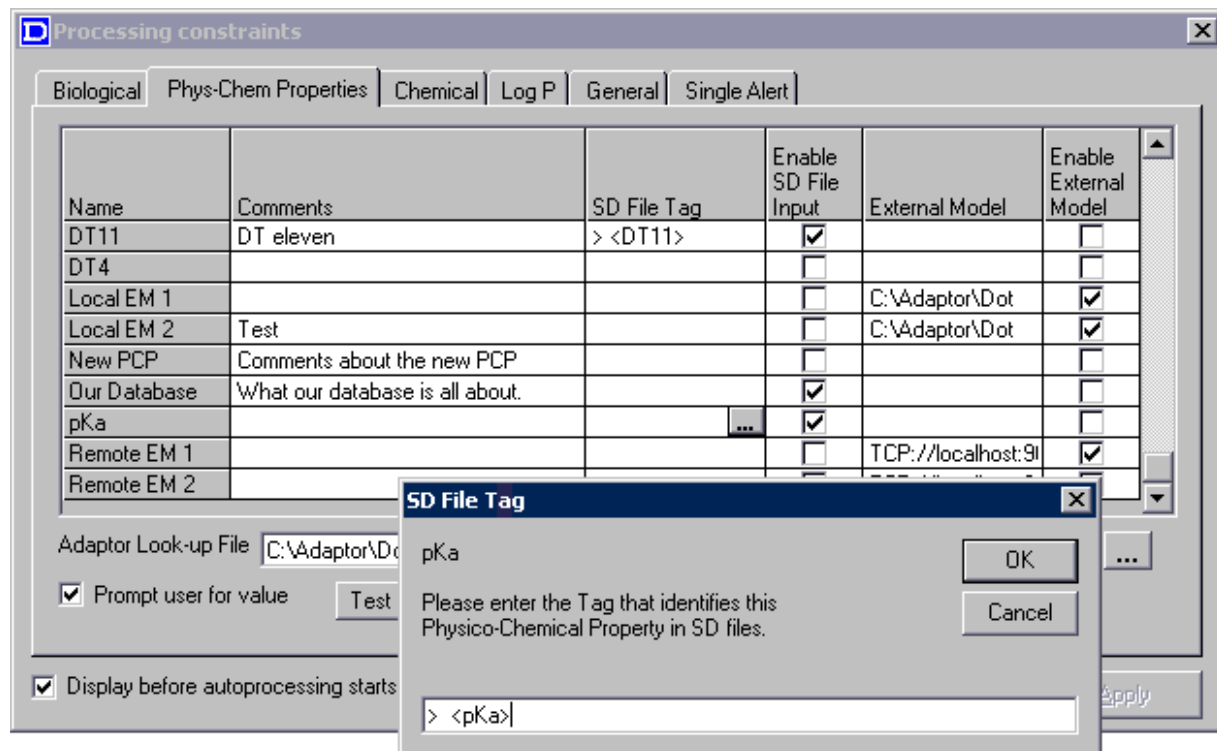 Processing constraints
Biological Phys-Chem Properties Chemical Log P General Single Alert
Name Comments SD File Tag Enable SD File Input External Model Enable External Model
DT11 DT eleven > <DT11>
DT4
Local EM 1 C:\Adaptor\Dot
Local EM 2 Test C:\Adaptor\Dot
New PCP Comments about the new PCP
Our Database What our database is all about.
pKa ...
Remote EM 1 TCP://localhost:9
Remote EM 2
SD File Tag
Adaptor Look-up File C:\Adaptor\Do ...
pKa
OK
Prompt user for value Test
Please enter the Tag that identifies this
Physico-Chemical Property in SD files.
Cancel
Display before autoprocessing starts
Apply
> <pKa>